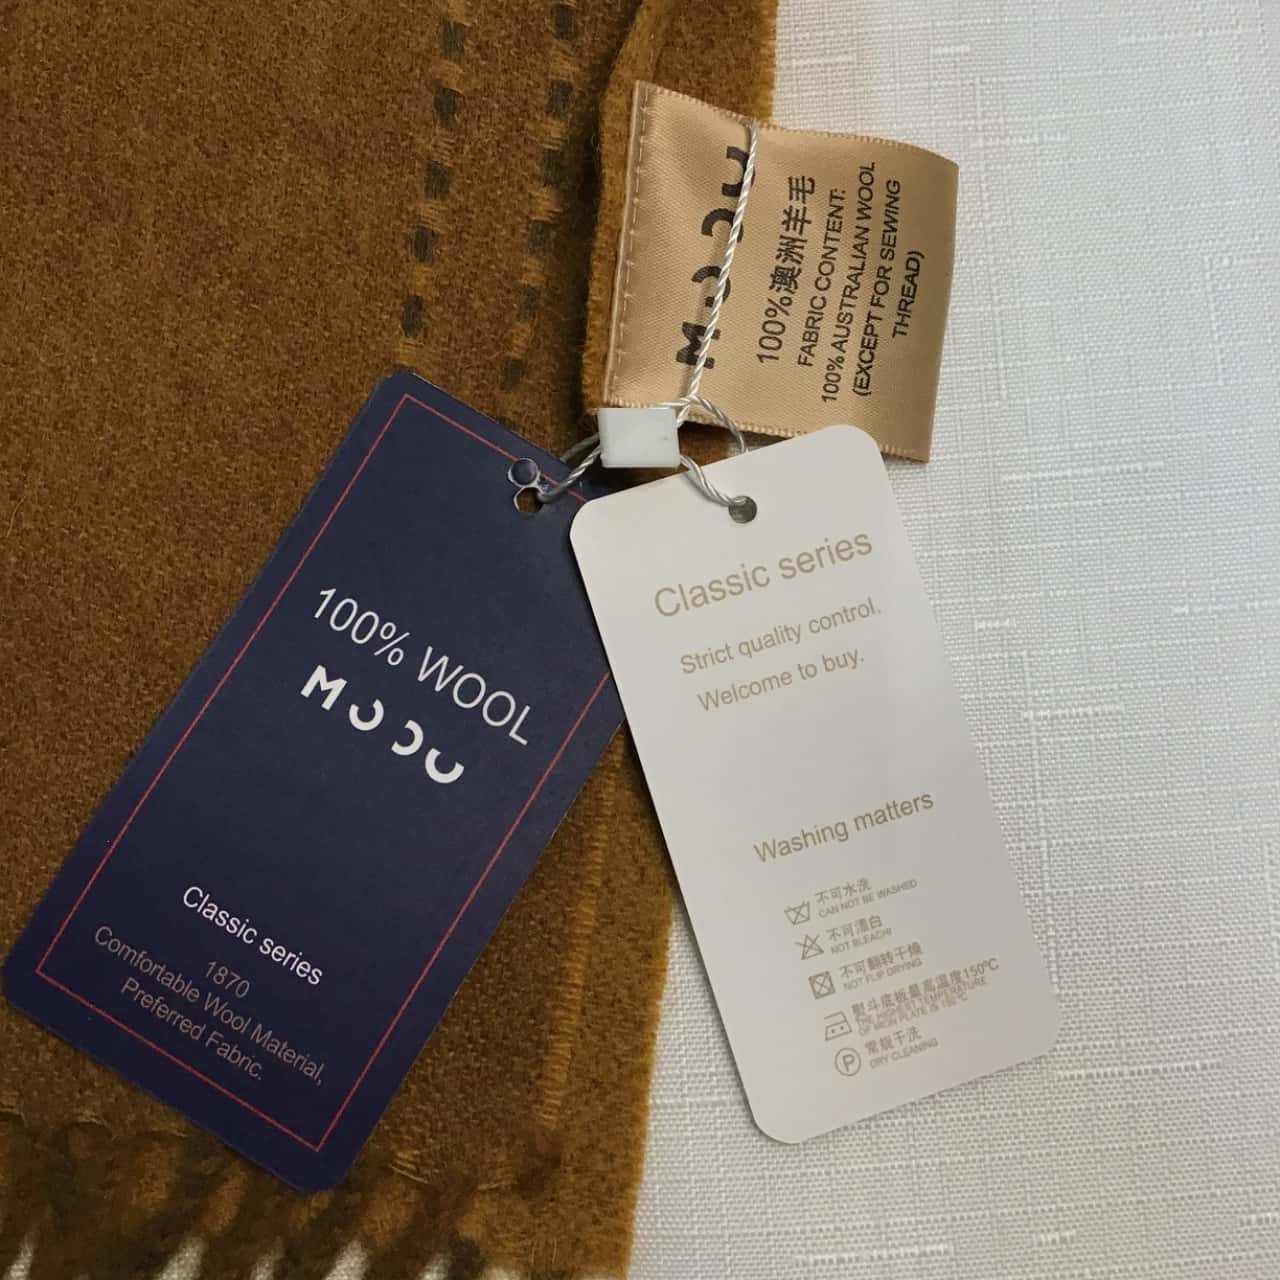 MOOU
100%澳洲羊毛
FABRIC CONTENT:
100% AUSTRALIAN WOOL
(EXCEPT FOR SEWING
THREAD)
100% WOOL
MOOU
Classic series
1870
Comfortable Wool Material,
Preferred Fabric.
Classic series
Strict quality control.
Welcome to buy.
Washing matters
不可水洗
CAN NOT BE WASHED
不可漂白
NOT BLEACH
不可翻转干燥
NOT FLIP DRYING
熨斗底板最高温度150℃
常规干洗
P
DRY CLEANING